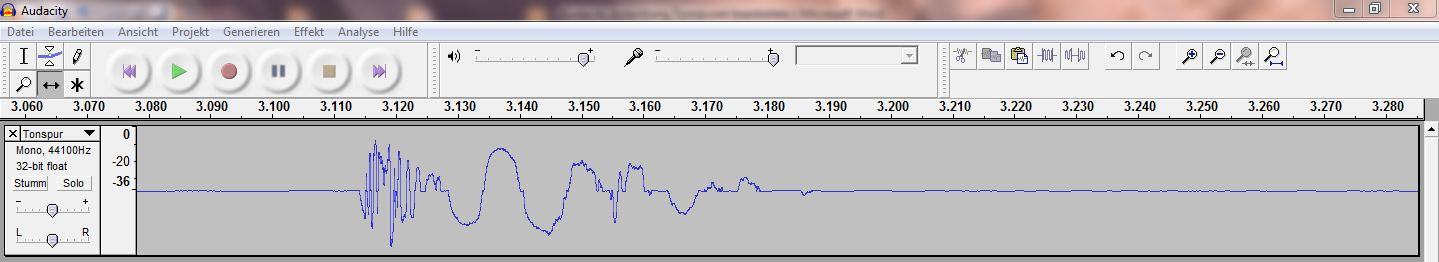 Audacity
Datei Bearbeiten Ansicht Projekt Generieren Effekt Analyse Hilfe
- + - +
3.060 3.070 3.080 3.090 3.100 3.110 3.120 3.130 3.140 3.150 3.160 3.170 3.180 3.190 3.200 3.210 3.220 3.230 3.240 3.250 3.260 3.270 3.280
X Tonspur
Mono, 44100Hz
32-bit float
Stumm Solo
- +
L R
0
-20
-36